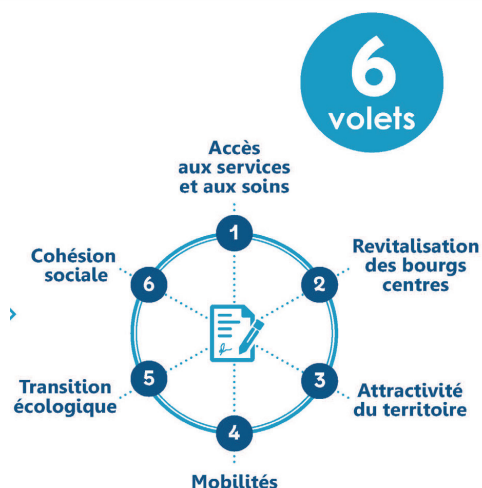 6
volets
Accès
aux services
et aux soins
1
Revitalisation
des bourgs
centres
2
Attractivité
du territoire
3
Mobilités
4
Transition
écologique
5
Cohésion
sociale
6